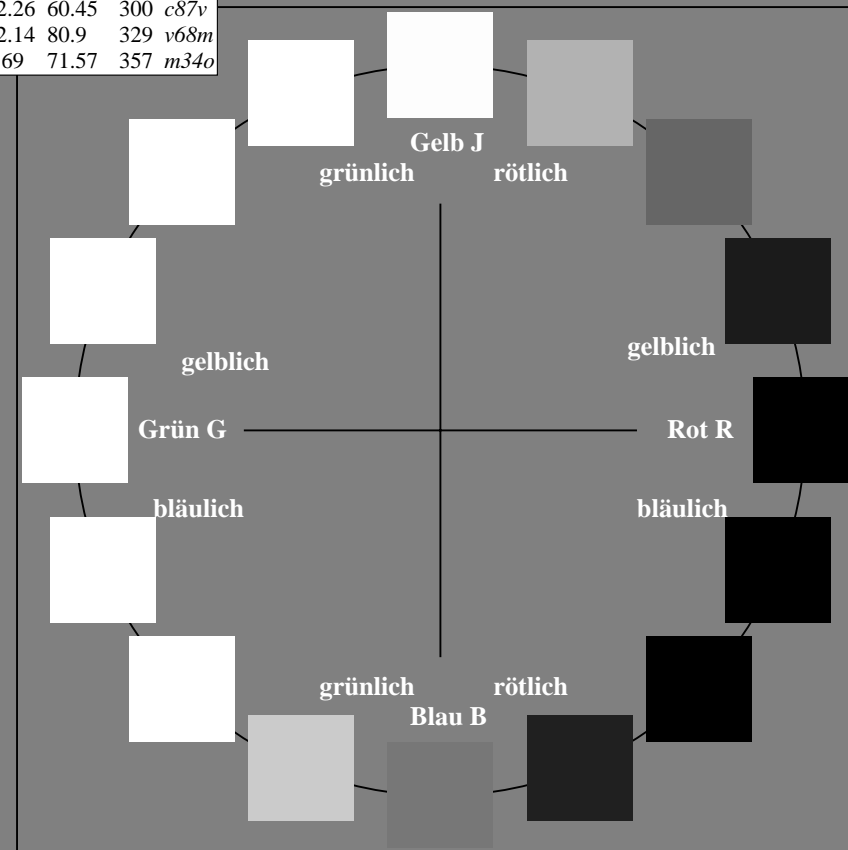 2.26 60.45 300 c87v
2.14 80.9 329 v68m
69 71.57 357 m34o
Gelb J
grünlich rötlich
gelblich gelblich
Grün G Rot R
bläulich bläulich
grünlich rötlich
Blau B